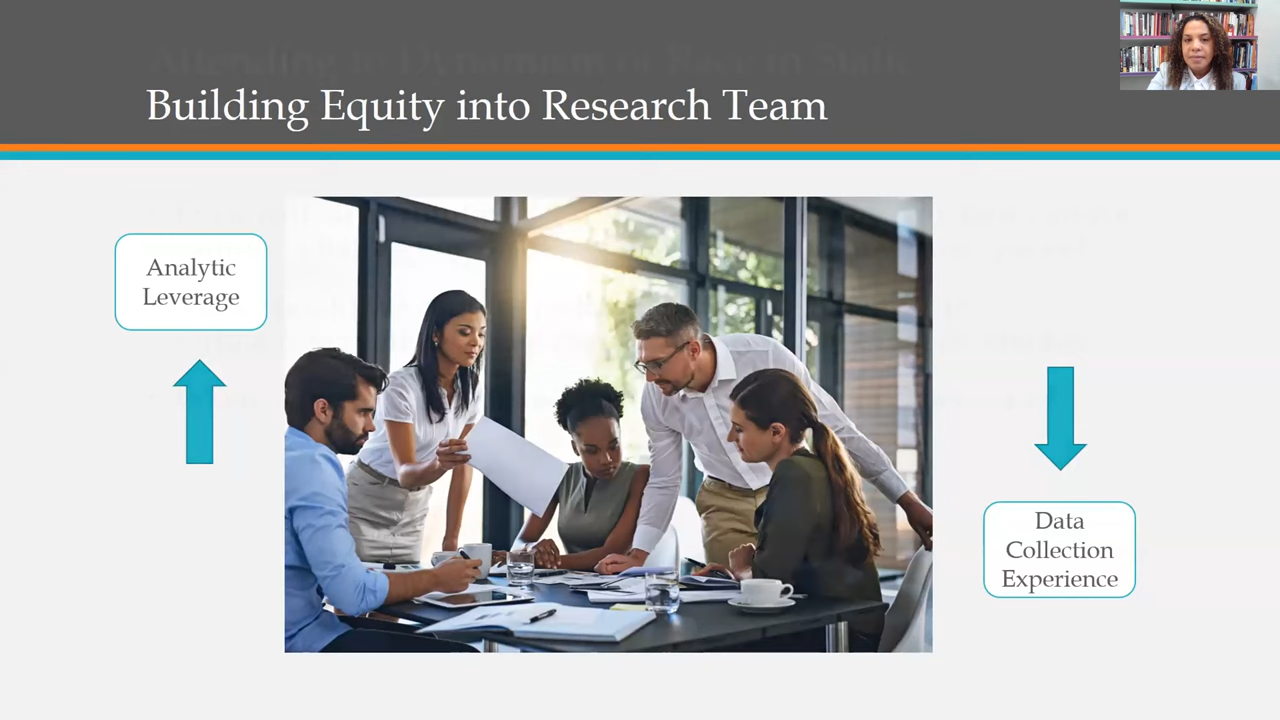 Building Equity into Research Team
Analytic
Leverage
Data
Collection
Experience